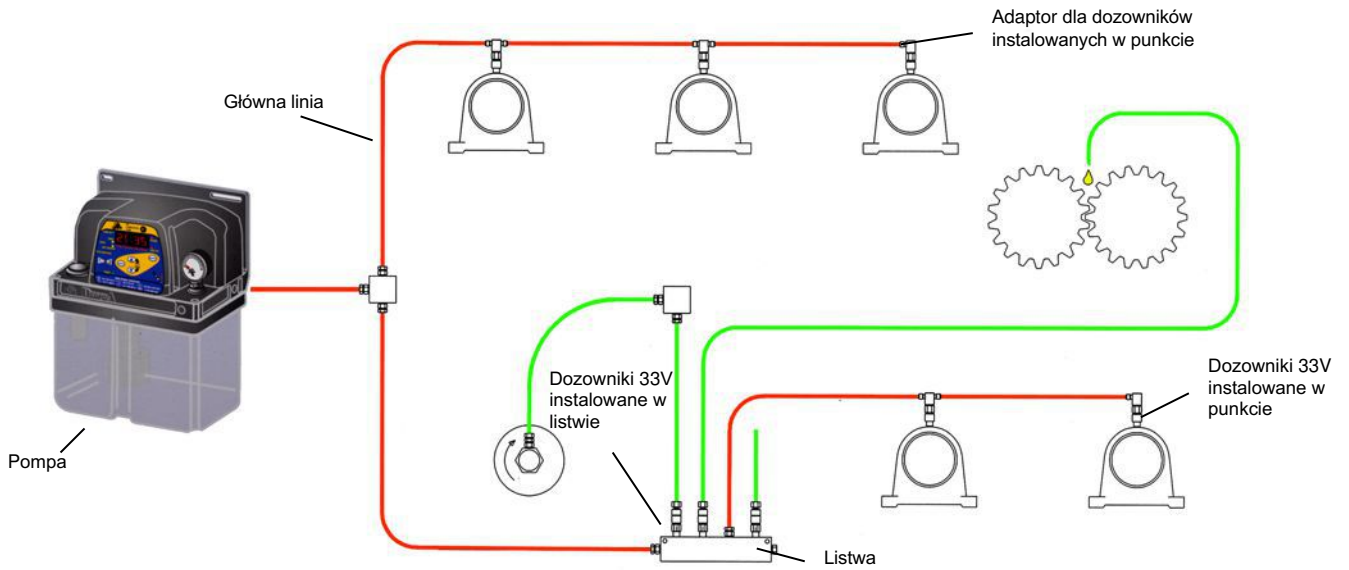 Adaptor dla dozowników
instalowanych w punkcie
Główna linia
Dozowniki 33V
instalowane w
listwie
Dozowniki 33V
instalowane w
punkcie
Pompa
Listwa